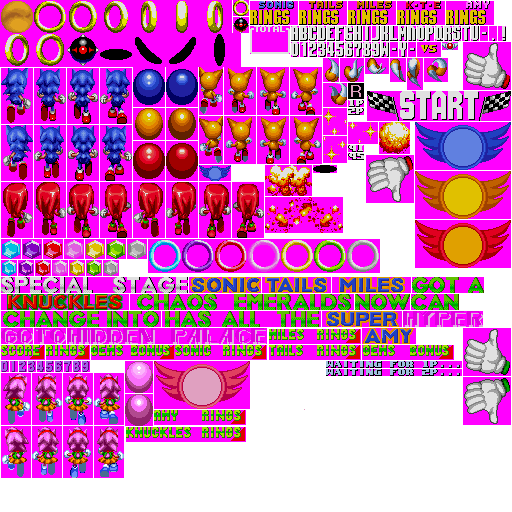 SONIC TAILS MILES K.T.E AMY
RINGS RINGS RINGS RINGS RINGS
TOTAL
ABCDEFGHIJKLMNOPQRSTU-..!
0123456789W-Y- VS
R
1P
2P
START
SPECIAL STAGE SONIC TAILS MILES GOT A
KNUCKLES CHAOS EMERALDS NOW CAN
CHANGE INTO HAS ALL THE SUPER HYPER
GOT HIDDEN PALACE MILES RINGS AMY
SCORE RINGS GEMS BONUS SONIC RINGS TAILS RINGS GEMS BONUS
0123456789
WAITING FOR 1P...
WAITING FOR 2P...
AMY RINGS
KNUCKLES RINGS